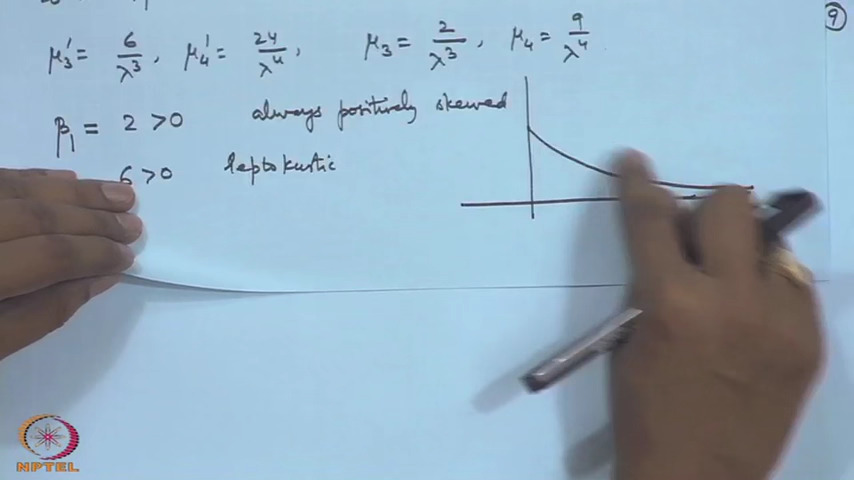 μ₃' = 6/λ³, μ₄' = 24/λ⁴, μ₃ = 2/λ³, μ₄ = 9/λ⁴
9
β₁ = 2 > 0 always positively skewed
6 > 0 leptokurtic
NPTEL